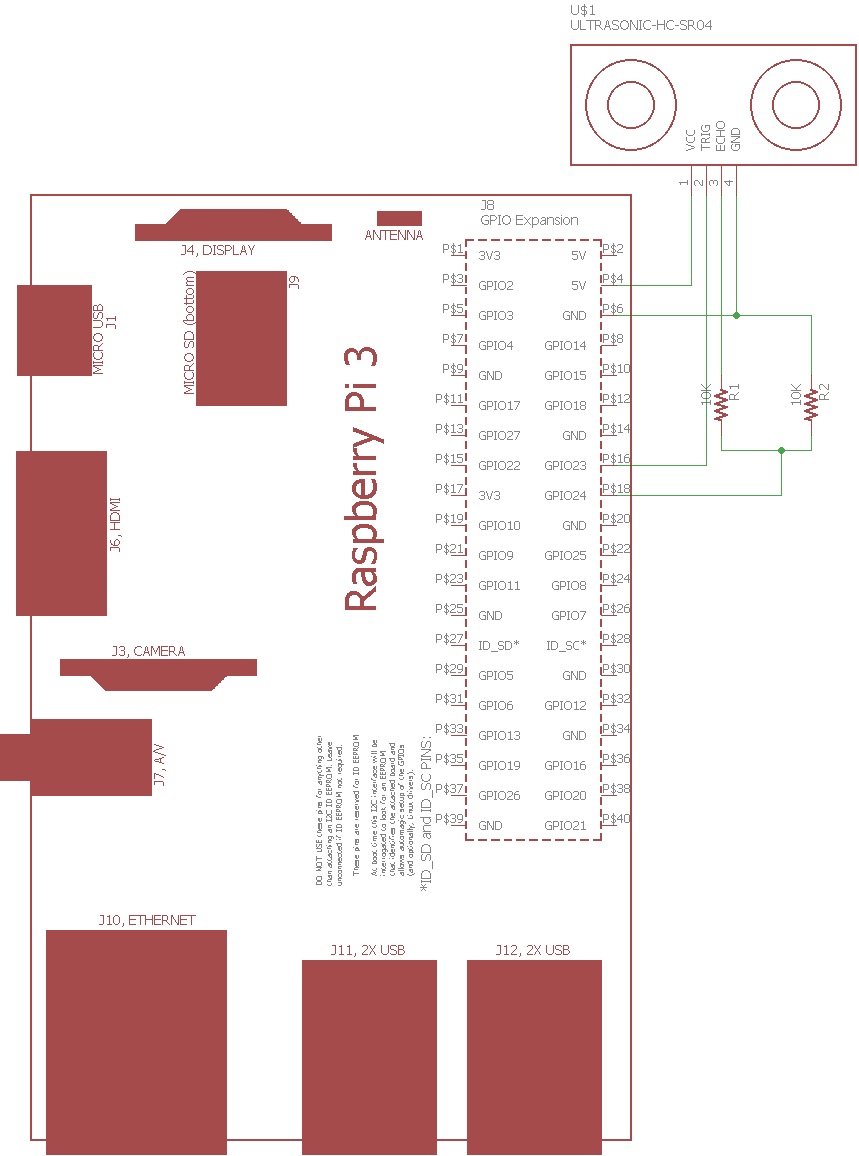 U$1
ULTRASONIC-HC-SR04
VCC
TRIG
ECHO
GND
1
2
3
4
J8
GPIO Expansion
ANTENNA
J4, DISPLAY
J9
MICRO SD (bottom)
MICRO USB
J1
Raspberry Pi 3
P$1 3V3 5V P$2
P$3 GPIO2 5V P$4
P$5 GPIO3 GND P$6
P$7 GPIO4 GPIO14 P$8
P$9 GND GPIO15 P$10
P$11 GPIO17 GPIO18 P$12
P$13 GPIO27 GND P$14
P$15 GPIO22 GPIO23 P$16
P$17 3V3 GPIO24 P$18
P$19 GPIO10 GND P$20
P$21 GPIO9 GPIO25 P$22
P$23 GPIO11 GPIO8 P$24
P$25 GND GPIO7 P$26
P$27 ID_SD* ID_SC* P$28
P$29 GPIO5 GND P$30
P$31 GPIO6 GPIO12 P$32
P$33 GPIO13 GND P$34
P$35 GPIO19 GPIO16 P$36
P$37 GPIO26 GPIO20 P$38
P$39 GND GPIO21 P$40
10K
R1
10K
R2
J6, HDMI
J3, CAMERA
J7, A/V
DO NOT USE these pins for anything other
than attaching an I2C ID EEPROM. Leave
unconnected if ID EEPROM not required.
These pins are reserved for ID EEPROM
At boot time this I2C interface will be
interrogated to look for an EEPROM
that identifies the attached board and
allows automagic setup of the GPIOs
(and optionally, Linux drivers).
*ID_SD and ID_SC PINS:
J10, ETHERNET
J11, 2X USB
J12, 2X USB